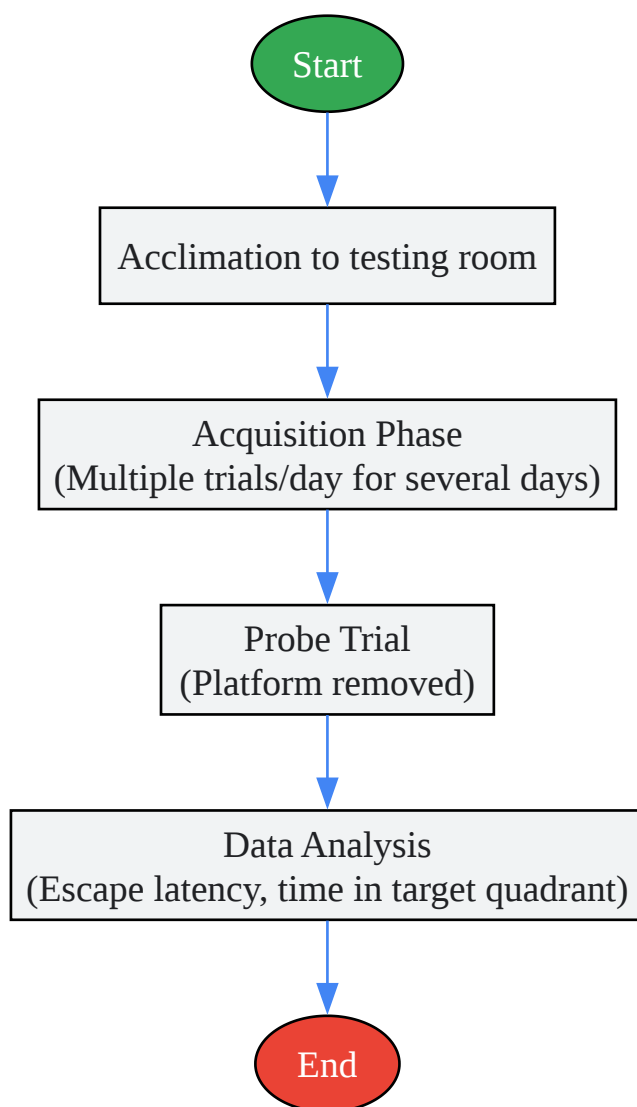 Start
Acclimation to testing room
Acquisition Phase
(Multiple trials/day for several days)
Probe Trial
(Platform removed)
Data Analysis
(Escape latency, time in target quadrant)
End